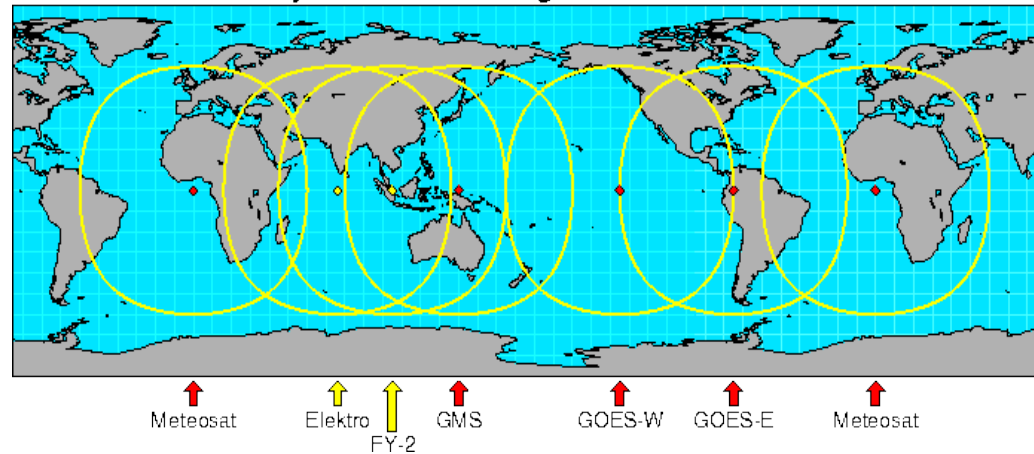 Meteosat
Elektro
FY-2
GMS
GOES-W
GOES-E
Meteosat